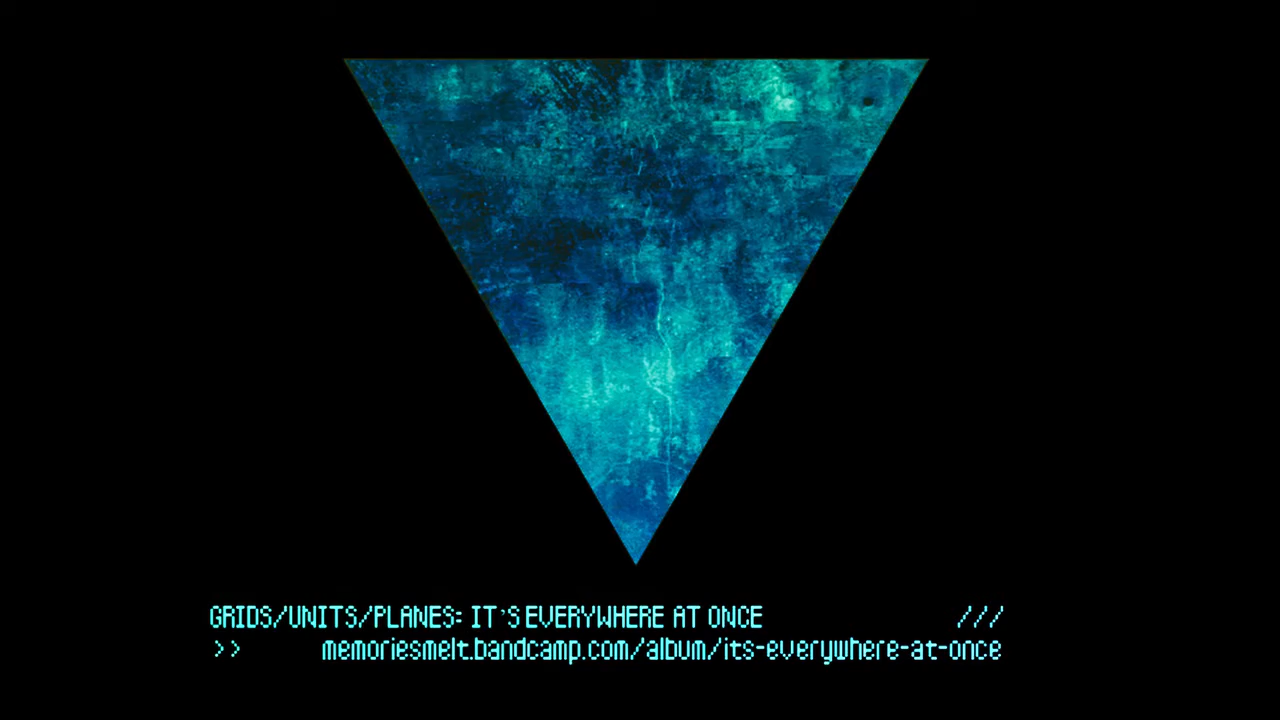 GRIDS/UNITS/PLANES: IT'S EVERYWHERE AT ONCE ///
>> memoriesmelt.bandcamp.com/album/its-everywhere-at-once